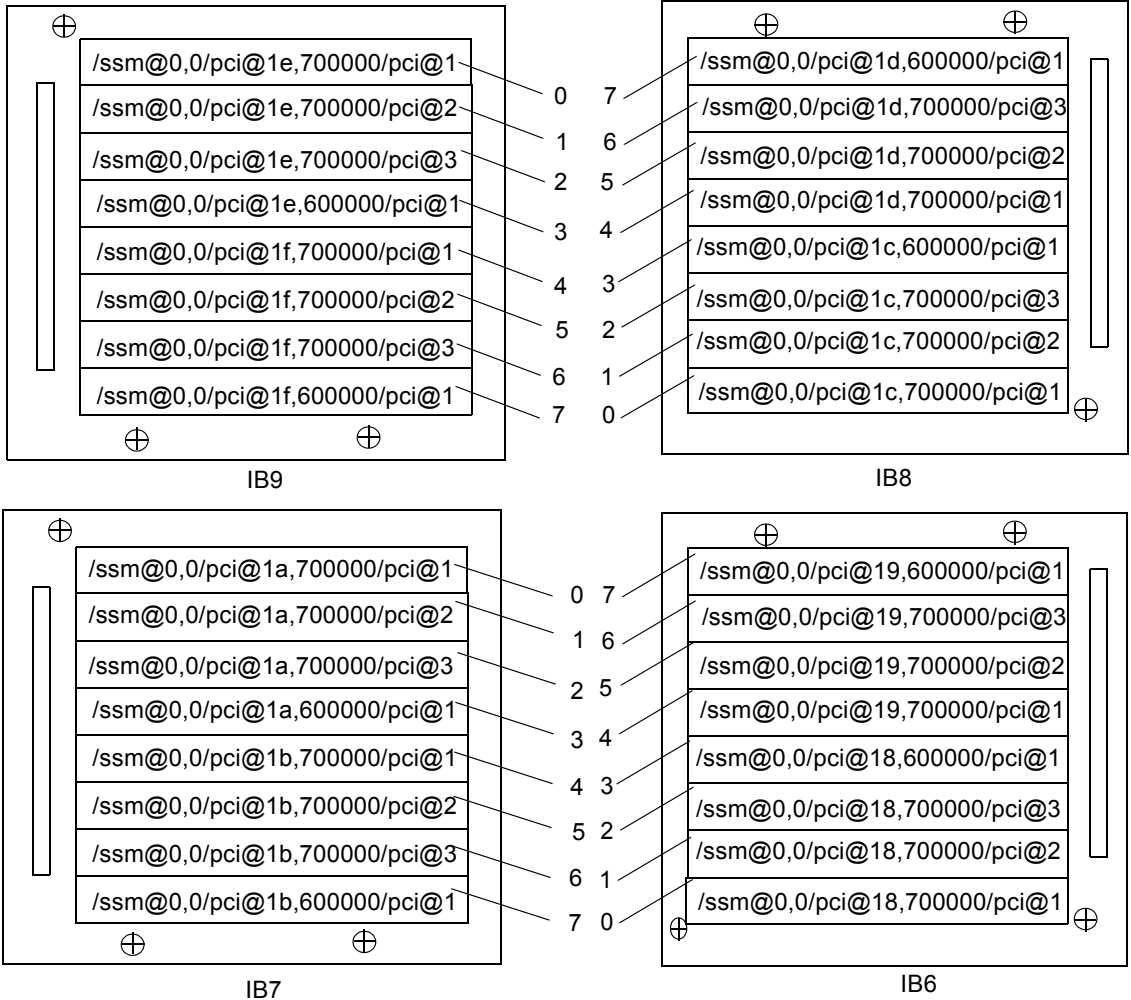 /ssm@0,0/pci@1e,700000/pci@1
/ssm@0,0/pci@1e,700000/pci@2
/ssm@0,0/pci@1e,700000/pci@3
/ssm@0,0/pci@1e,600000/pci@1
/ssm@0,0/pci@1f,700000/pci@1
/ssm@0,0/pci@1f,700000/pci@2
/ssm@0,0/pci@1f,700000/pci@3
/ssm@0,0/pci@1f,600000/pci@1
0
1
2
3
4
5
6
7
IB9
7
6
5
4
3
2
1
0
/ssm@0,0/pci@1d,600000/pci@1
/ssm@0,0/pci@1d,700000/pci@3
/ssm@0,0/pci@1d,700000/pci@2
/ssm@0,0/pci@1d,700000/pci@1
/ssm@0,0/pci@1c,600000/pci@1
/ssm@0,0/pci@1c,700000/pci@3
/ssm@0,0/pci@1c,700000/pci@2
/ssm@0,0/pci@1c,700000/pci@1
IB8
/ssm@0,0/pci@1a,700000/pci@1
/ssm@0,0/pci@1a,700000/pci@2
/ssm@0,0/pci@1a,700000/pci@3
/ssm@0,0/pci@1a,600000/pci@1
/ssm@0,0/pci@1b,700000/pci@1
/ssm@0,0/pci@1b,700000/pci@2
/ssm@0,0/pci@1b,700000/pci@3
/ssm@0,0/pci@1b,600000/pci@1
0
1
2
3
4
5
6
7
IB7
7
6
5
4
3
2
1
0
/ssm@0,0/pci@19,600000/pci@1
/ssm@0,0/pci@19,700000/pci@3
/ssm@0,0/pci@19,700000/pci@2
/ssm@0,0/pci@19,700000/pci@1
/ssm@0,0/pci@18,600000/pci@1
/ssm@0,0/pci@18,700000/pci@3
/ssm@0,0/pci@18,700000/pci@2
/ssm@0,0/pci@18,700000/pci@1
IB6